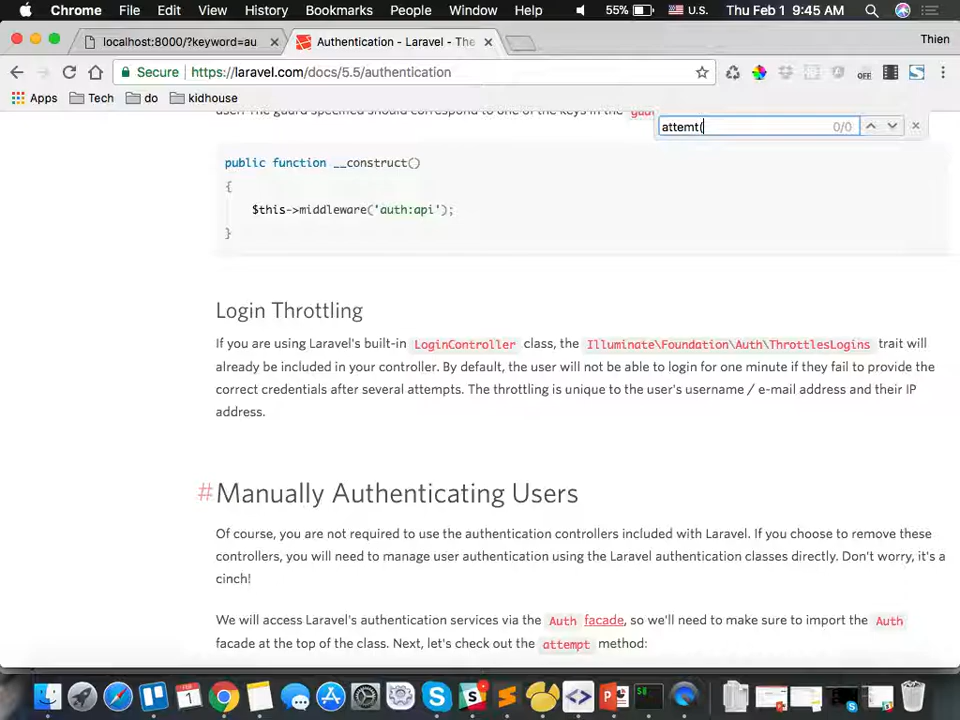 Chrome File Edit View History Bookmarks People Window Help 55% U.S. Thu Feb 1 9:45 AM
localhost:8000/?keyword=au Authentication - Laravel - The Thien
Secure https://laravel.com/docs/5.5/authentication OFF
Apps Tech do kidhouse
attemt( 0/0
public function __construct()
{
$this->middleware('auth:api');
}
Login Throttling
If you are using Laravel's built-in LoginController class, the Illuminate\Foundation\Auth\ThrottlesLogins trait will
already be included in your controller. By default, the user will not be able to login for one minute if they fail to provide the
correct credentials after several attempts. The throttling is unique to the user's username / e-mail address and their IP
address.
#Manually Authenticating Users
Of course, you are not required to use the authentication controllers included with Laravel. If you choose to remove these
controllers, you will need to manage user authentication using the Laravel authentication classes directly. Don't worry, it's a
cinch!
We will access Laravel's authentication services via the Auth facade, so we'll need to make sure to import the Auth
facade at the top of the class. Next, let's check out the attempt method: